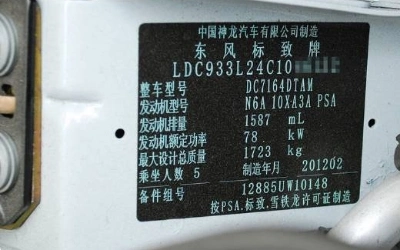 中国神龙汽车有限公司制造
东风标致牌
LDC933L24C10
整车型号 DC7164DTAM
发动机型号 N6A 10XA3A PSA
发动机排量 1587 mL
发动机额定功率 78 kW
最大设计总质量 1723 kg
乘坐人数 5 制造年月 201202
备件组号 12885UW10148
按PSA.标致.雪铁龙许可证制造